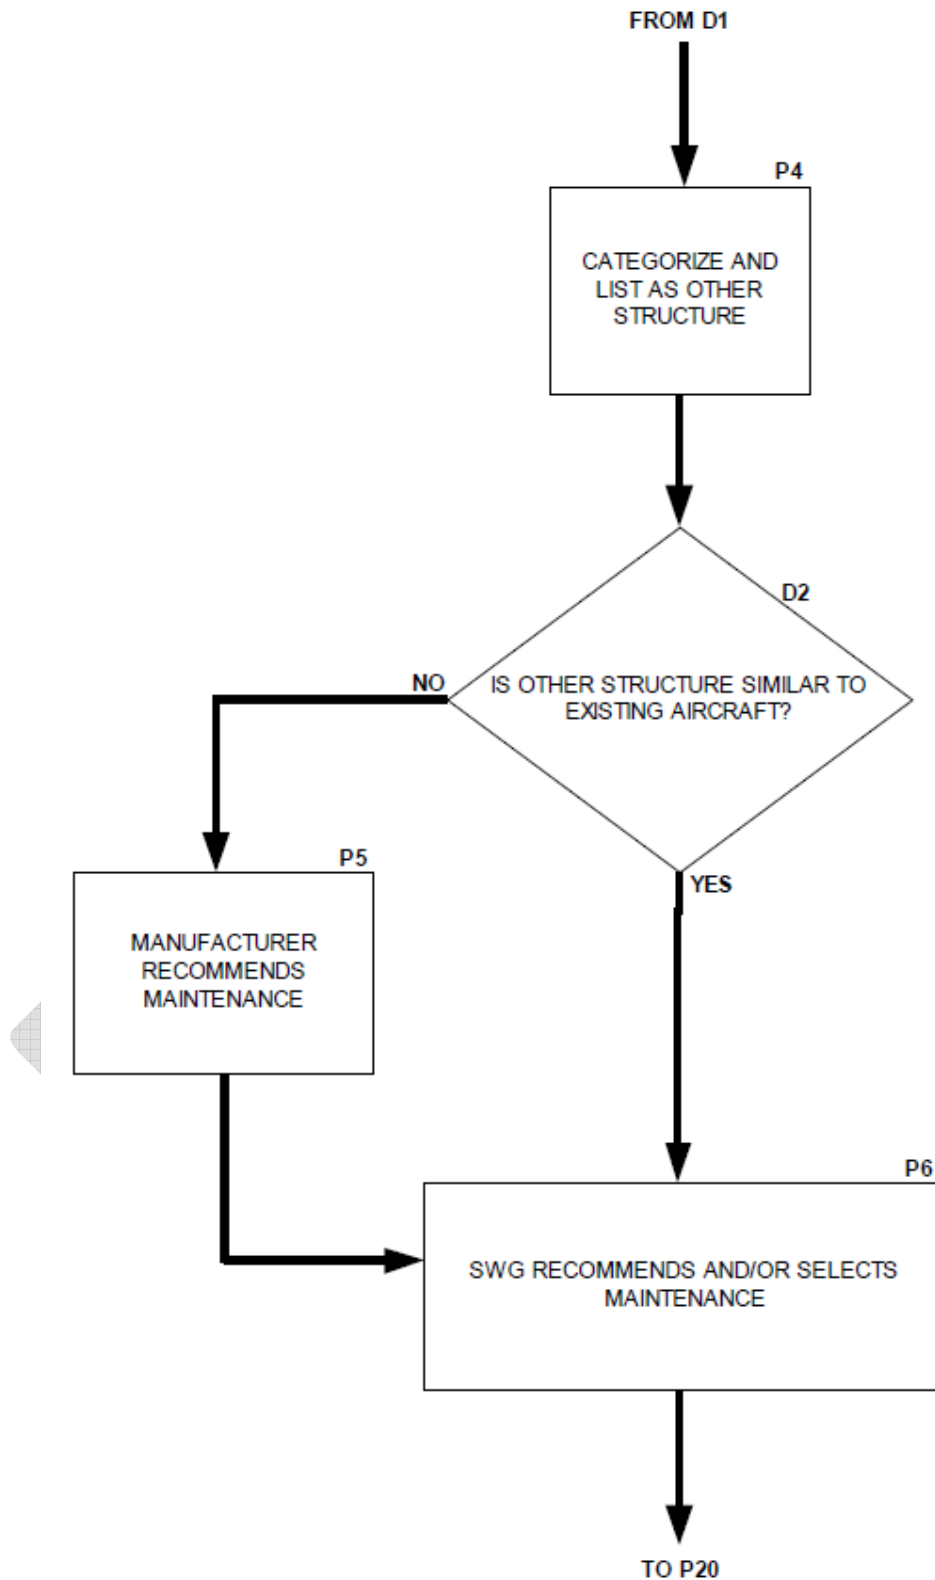 FROM D1
P4
CATEGORIZE AND
LIST AS OTHER
STRUCTURE
D2
IS OTHER STRUCTURE SIMILAR TO
EXISTING AIRCRAFT?
NO
YES
P5
MANUFACTURER
RECOMMENDS
MAINTENANCE
P6
SWG RECOMMENDS AND/OR SELECTS
MAINTENANCE
TO P20